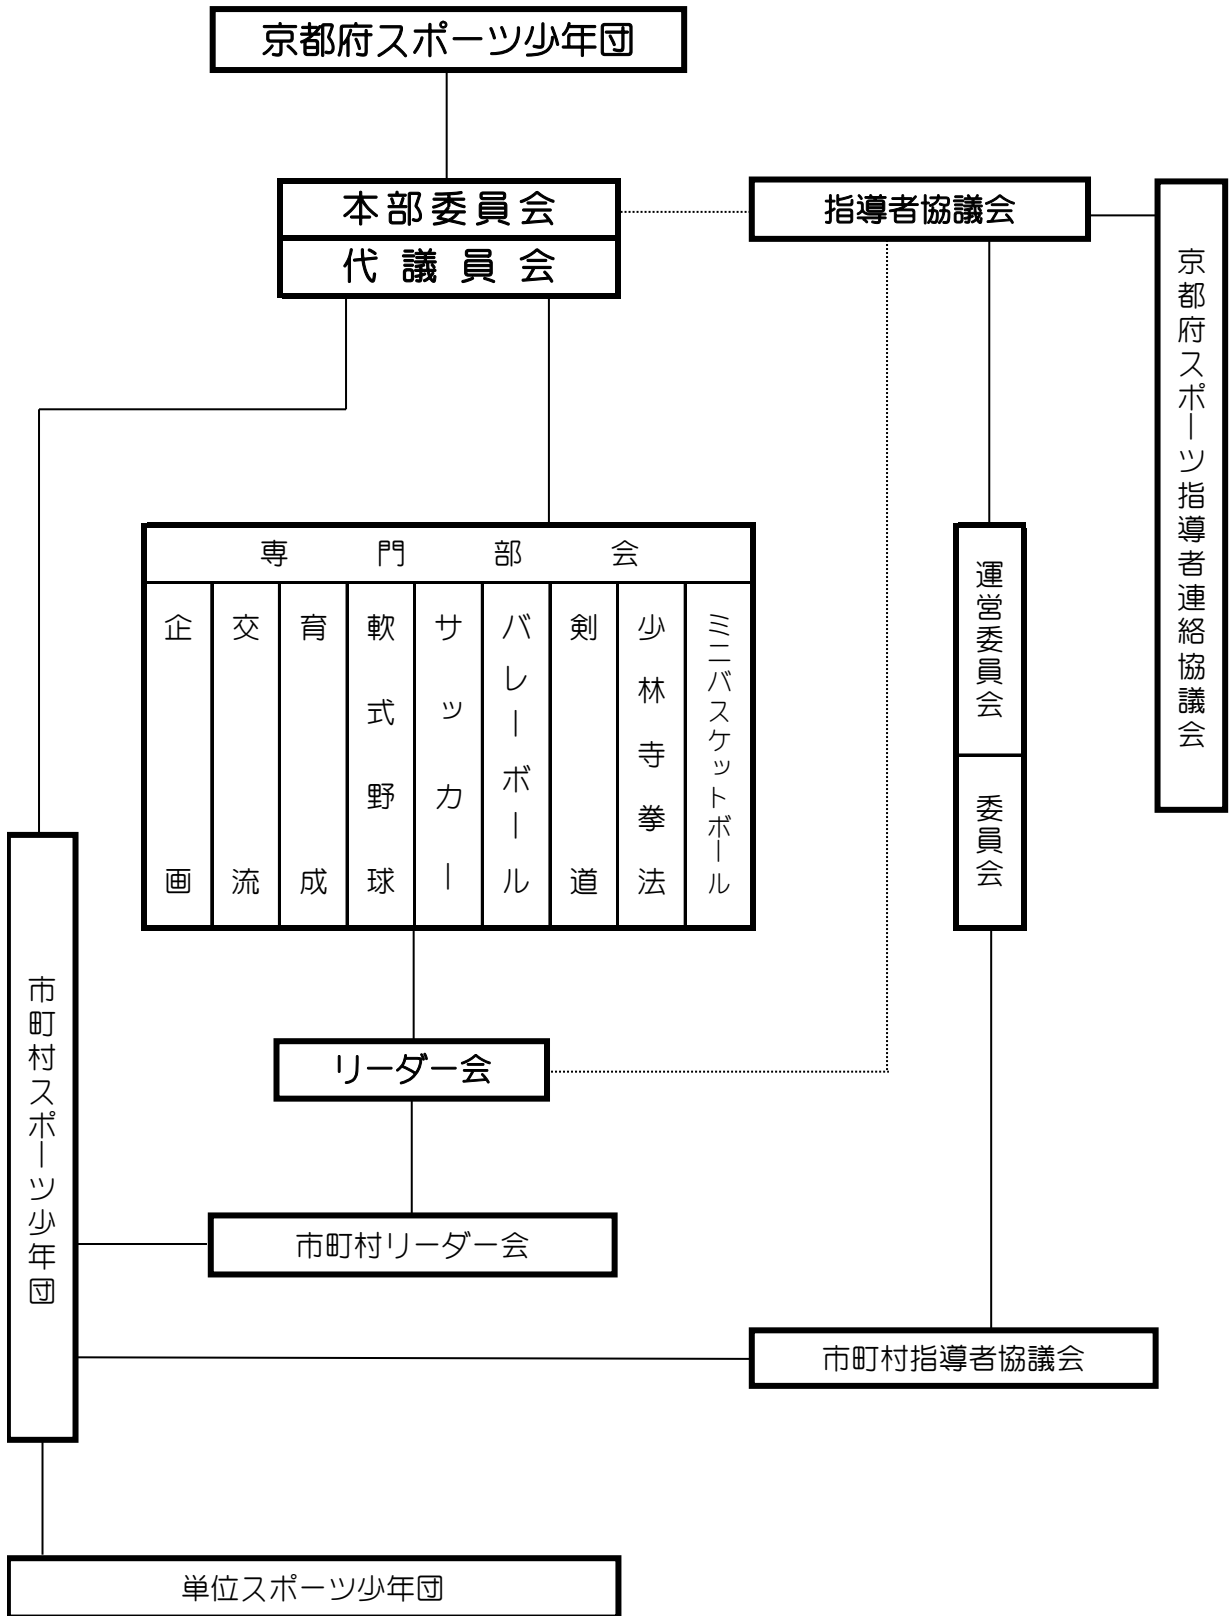 京都府スポーツ少年団
本部委員会
代議員会
指導者協議会
京都府スポーツ指導者連絡協議会
専門部会
企画
交流
育成
軟式野球
サッカー
バレーボール
剣道
少林寺拳法
ミニバスケットボール
運営委員会
委員会
市町村スポーツ少年団
リーダー会
市町村リーダー会
市町村指導者協議会
単位スポーツ少年団